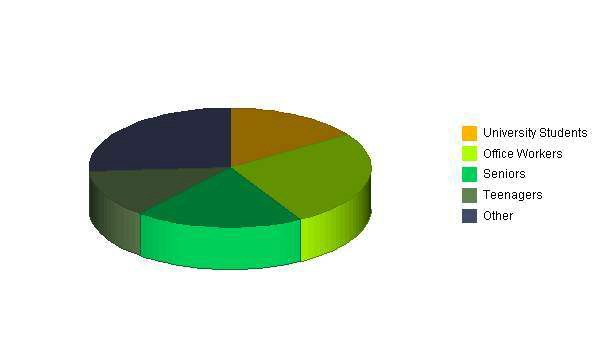 University Students
Office Workers
Seniors
Teenagers
Other